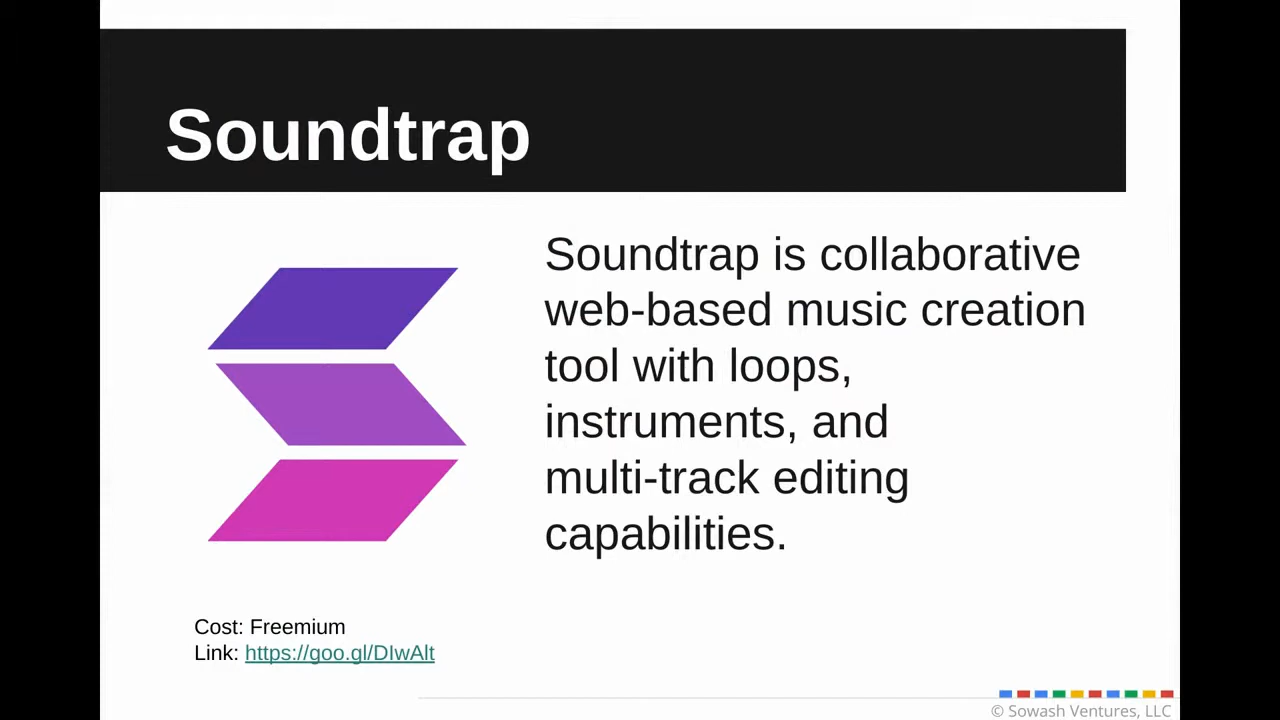 Soundtrap
Soundtrap is collaborative
web-based music creation
tool with loops,
instruments, and
multi-track editing
capabilities.
Cost: Freemium
Link: https://goo.gl/DIwAlt
© Sowash Ventures, LLC